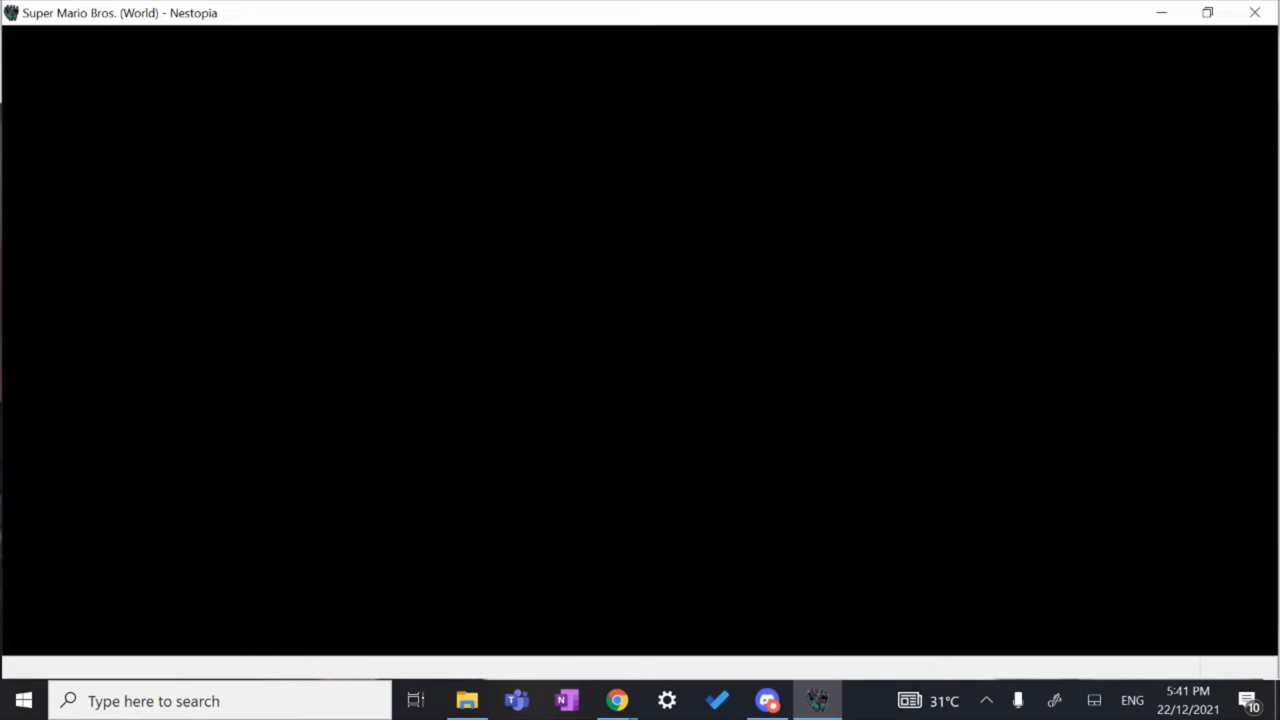 Super Mario Bros. (World) - Nestopia
Type here to search
31°C
ENG
5:41 PM
22/12/2021
10